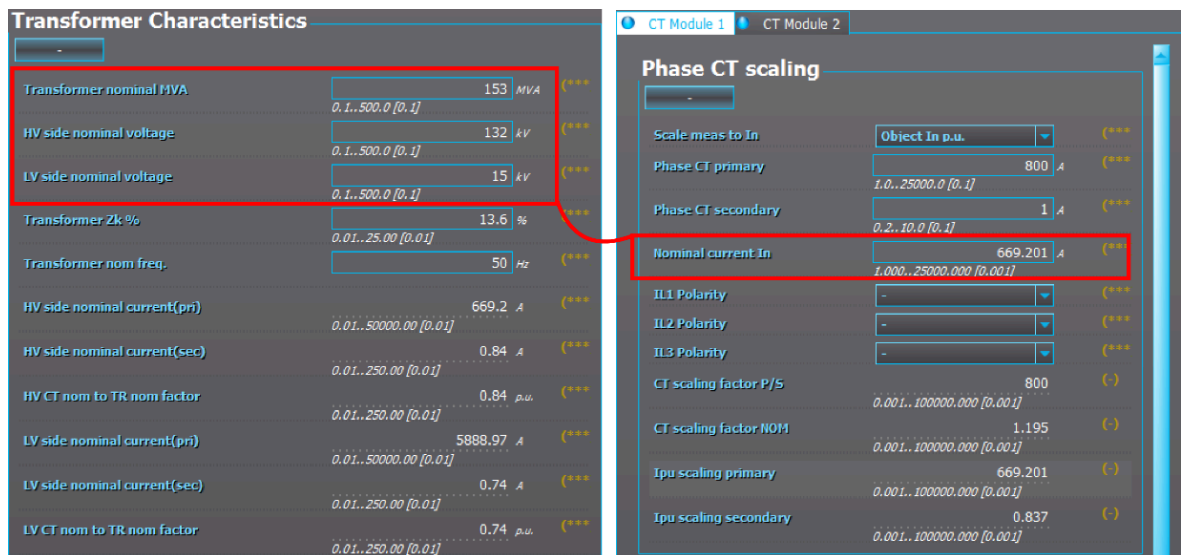 Transformer Characteristics
-
Transformer nominal MVA 153 MVA (***
0.1..500.0 [0.1]
HV side nominal voltage 132 kV (***
0.1..500.0 [0.1]
LV side nominal voltage 15 kV (***
0.1..500.0 [0.1]
Transformer Zk % 13.6 % (***
0.01..25.00 [0.01]
Transformer nom freq. 50 Hz (***
HV side nominal current(pri) 669.2 A (***
0.01..50000.00 [0.01]
HV side nominal current(sec) 0.84 A (***
0.01..250.00 [0.01]
HV CT nom to TR nom factor 0.84 p.u. (***
0.01..250.00 [0.01]
LV side nominal current(pri) 5888.97 A (***
0.01..50000.00 [0.01]
LV side nominal current(sec) 0.74 A (***
0.01..250.00 [0.01]
LV CT nom to TR nom factor 0.74 p.u. (***
0.01..250.00 [0.01]
CT Module 1 CT Module 2
Phase CT scaling
-
Scale meas to In Object In p.u. (***
Phase CT primary 800 A (***
1.0..25000.0 [0.1]
Phase CT secondary 1 A (***
0.2..10.0 [0.1]
Nominal current In 669.201 A (***
1.000..25000.000 [0.001]
IL1 Polarity - (***
IL2 Polarity - (***
IL3 Polarity - (***
CT scaling factor P/S 800 (-)
0.001..100000.000 [0.001]
CT scaling factor NOM 1.195 (-)
0.001..100000.000 [0.001]
Ipu scaling primary 669.201 (-)
0.001..100000.000 [0.001]
Ipu scaling secondary 0.837 (-)
0.001..100000.000 [0.001]